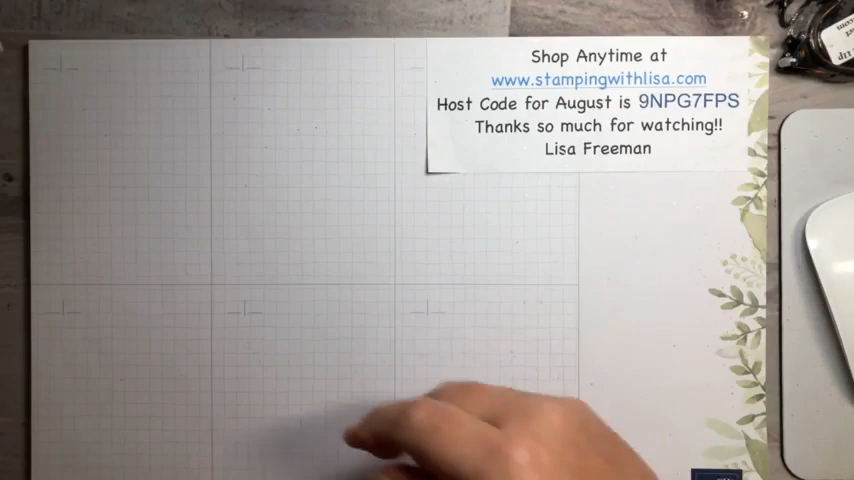 Shop Anytime at
www.stampingwithlisa.com
Host Code for August is 9NPG7FPS
Thanks so much for watching!!
Lisa Freeman